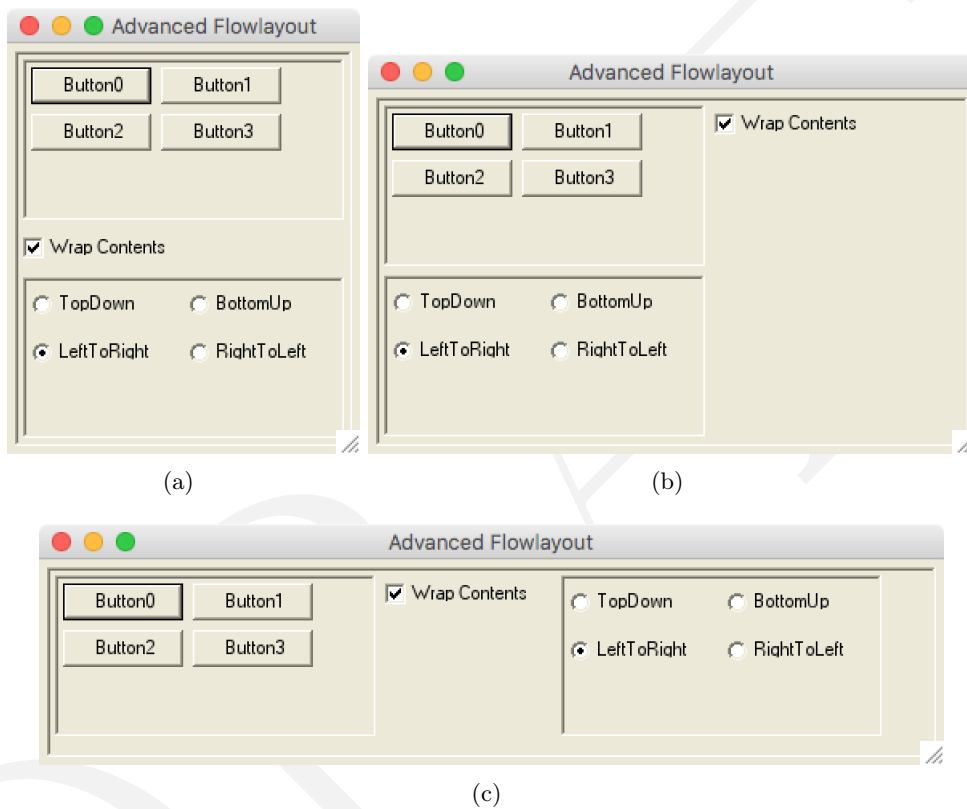 Advanced Flowlayout
Button0 Button1
Button2 Button3
Wrap Contents
TopDown BottomUp
LeftToRight RightToLeft
(a)
Advanced Flowlayout
Button0 Button1
Wrap Contents
Button2 Button3
TopDown BottomUp
LeftToRight RightToLeft
(b)
Advanced Flowlayout
Button0 Button1
Wrap Contents
TopDown BottomUp
Button2 Button3
LeftToRight RightToLeft
(c)